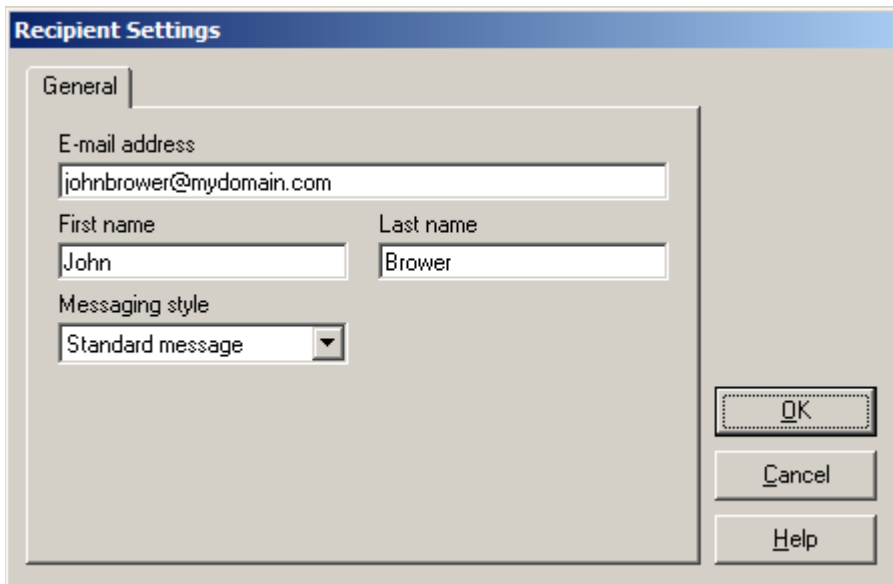 Recipient Settings
General
E-mail address
johnbrower@mydomain.com
First name Last name
John Brower
Messaging style
Standard message
OK
Cancel
Help